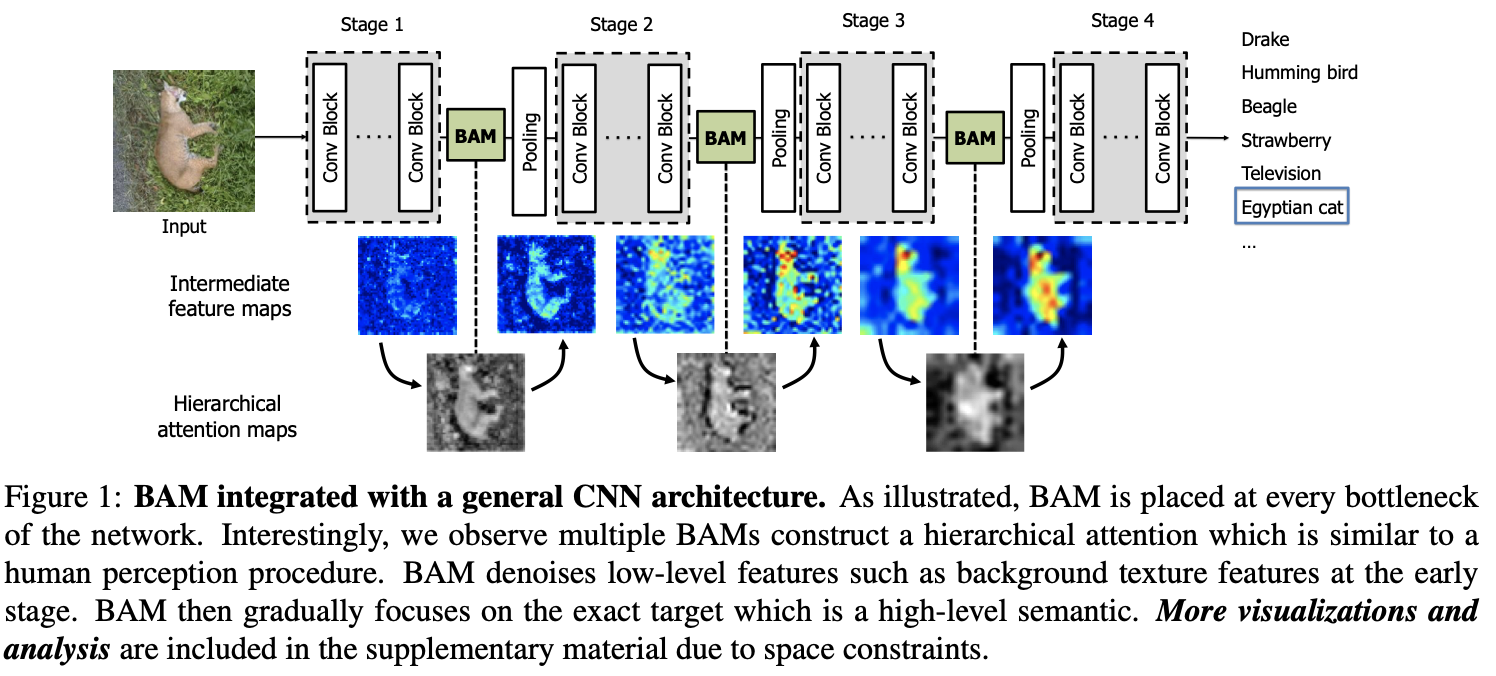 Stage 1
Stage 2
Stage 3
Stage 4
Input
Conv Block
····
Conv Block
BAM
Pooling
Conv Block
····
Conv Block
BAM
Pooling
Conv Block
····
Conv Block
BAM
Pooling
Conv Block
····
Conv Block
Drake
Humming bird
Beagle
Strawberry
Television
Egyptian cat
...
Intermediate
feature maps
Hierarchical
attention maps
Figure 1: BAM integrated with a general CNN architecture. As illustrated, BAM is placed at every bottleneck
of the network. Interestingly, we observe multiple BAMs construct a hierarchical attention which is similar to a
human perception procedure. BAM denoises low-level features such as background texture features at the early
stage. BAM then gradually focuses on the exact target which is a high-level semantic. More visualizations and
analysis are included in the supplementary material due to space constraints.